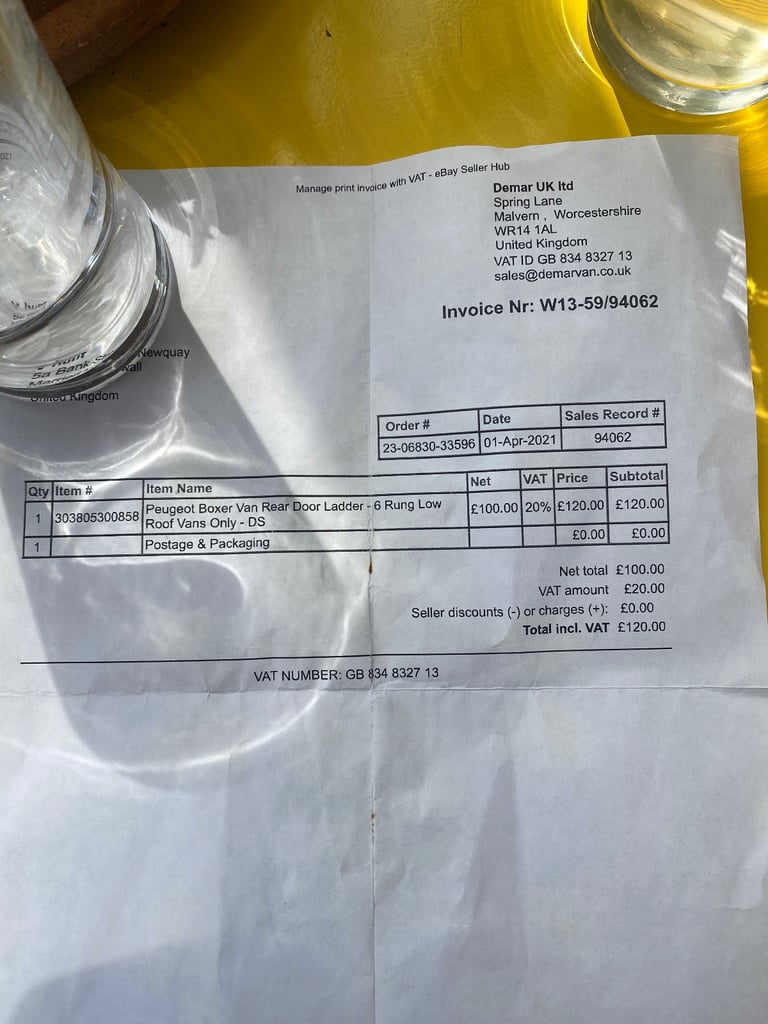 Manage print invoice with VAT - eBay Seller Hub
Demar UK ltd
Spring Lane
Malvern , Worcestershire
WR14 1AL
United Kingdom
VAT ID GB 834 8327 13
sales@demarvan.co.uk
Invoice Nr: W13-59/94062
5a Bank Newquay
United Kingdom
Order # Date Sales Record #
23-06830-33596 01-Apr-2021 94062
Qty Item # Item Name Net VAT Price Subtotal
1 303805300858 Peugeot Boxer Van Rear Door Ladder - 6 Rung Low £100.00 20% £120.00 £120.00
Roof Vans Only - DS
1 Postage & Packaging £0.00 £0.00
Net total £100.00
VAT amount £20.00
Seller discounts (-) or charges (+): £0.00
Total incl. VAT £120.00
VAT NUMBER: GB 834 8327 13